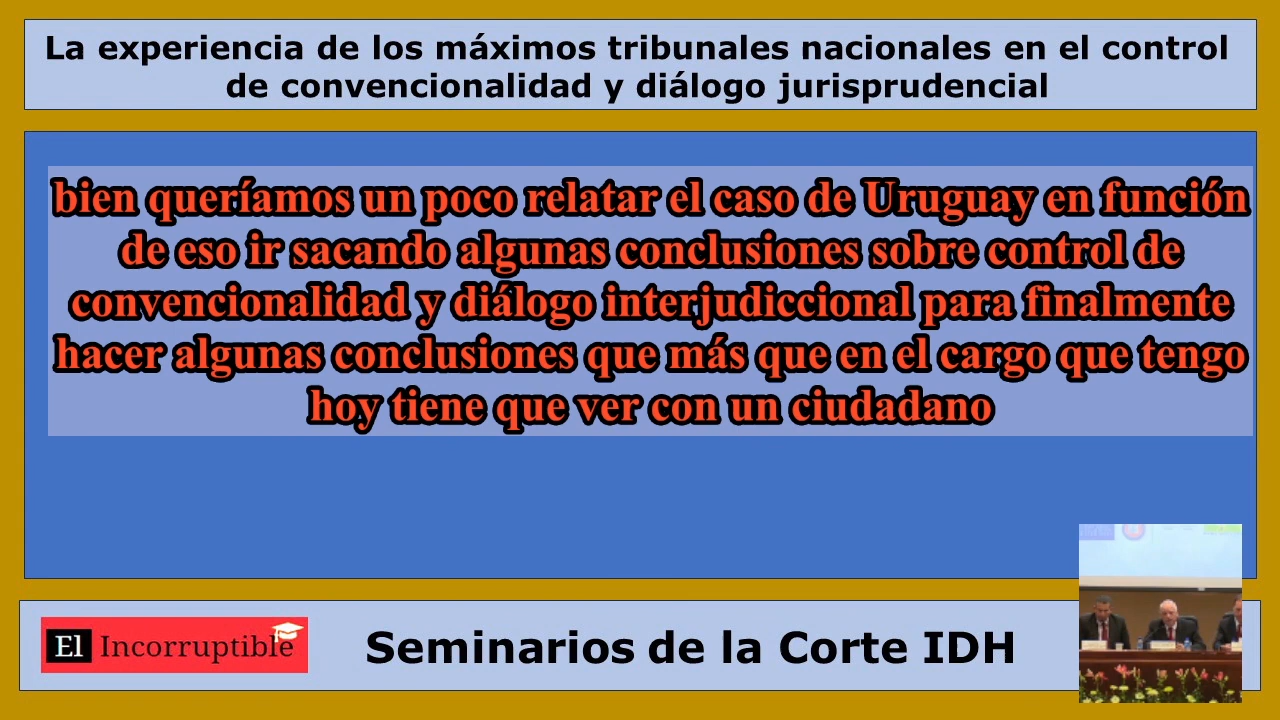 La experiencia de los máximos tribunales nacionales en el control
de convencionalidad y diálogo jurisprudencial
bien queríamos un poco relatar el caso de Uruguay en función
de eso ir sacando algunas conclusiones sobre control de
convencionalidad y diálogo interjudiccional para finalmente
hacer algunas conclusiones que más que en el cargo que tengo
hoy tiene que ver con un ciudadano
El Incorruptible
Seminarios de la Corte IDH